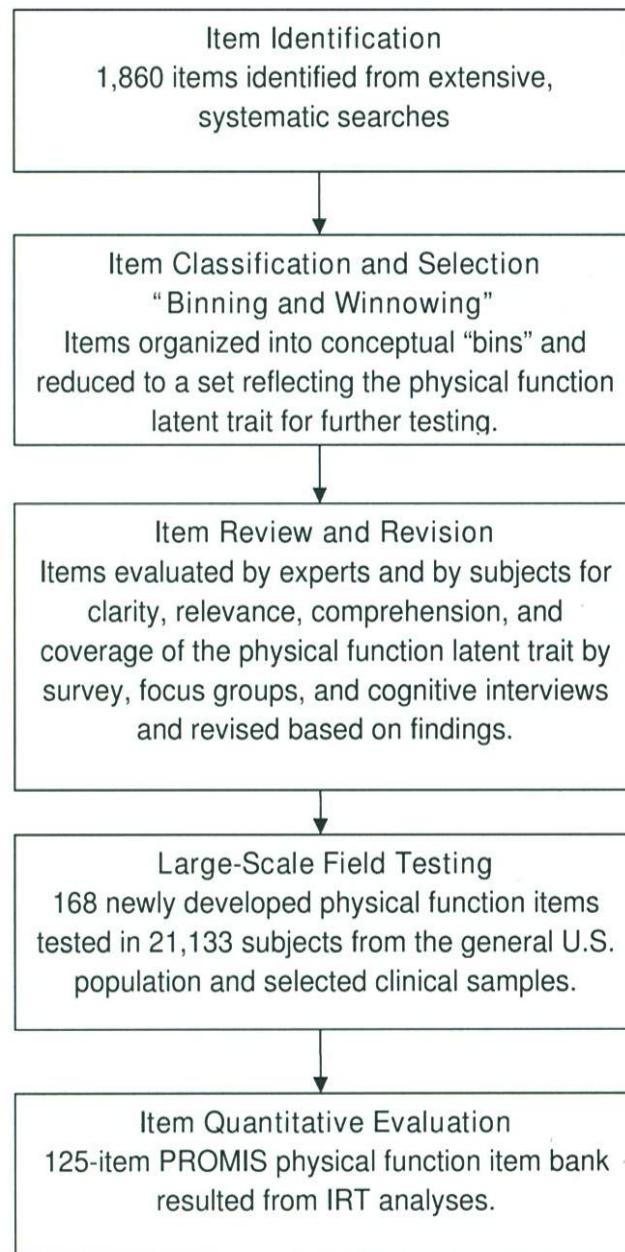 Item Identification
1,860 items identified from extensive,
systematic searches
Item Classification and Selection
“Binning and Winnowing”
Items organized into conceptual “bins” and
reduced to a set reflecting the physical function
latent trait for further testing.
Item Review and Revision
Items evaluated by experts and by subjects for
clarity, relevance, comprehension, and
coverage of the physical function latent trait by
survey, focus groups, and cognitive interviews
and revised based on findings.
Large-Scale Field Testing
168 newly developed physical function items
tested in 21,133 subjects from the general U.S.
population and selected clinical samples.
Item Quantitative Evaluation
125-item PROMIS physical function item bank
resulted from IRT analyses.